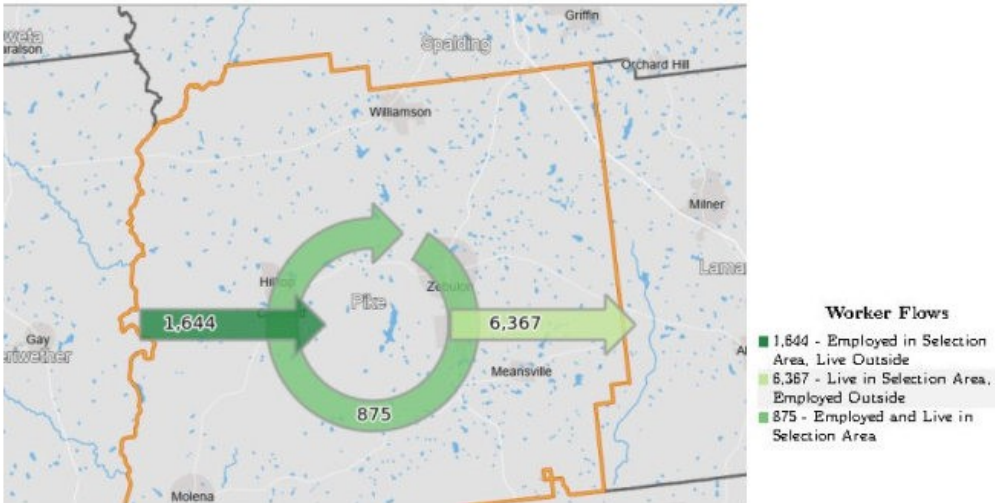 Griffin
Spalding
Orchard Hill
Williamson
Milner
Hilltop
Zebulon
Pike
1,644
6,367
Gay
Meansville
875
Molena
Worker Flows
1,644 - Employed in Selection
Area, Live Outside
6,367 - Live in Selection Area,
Employed Outside
875 - Employed and Live in
Selection Area